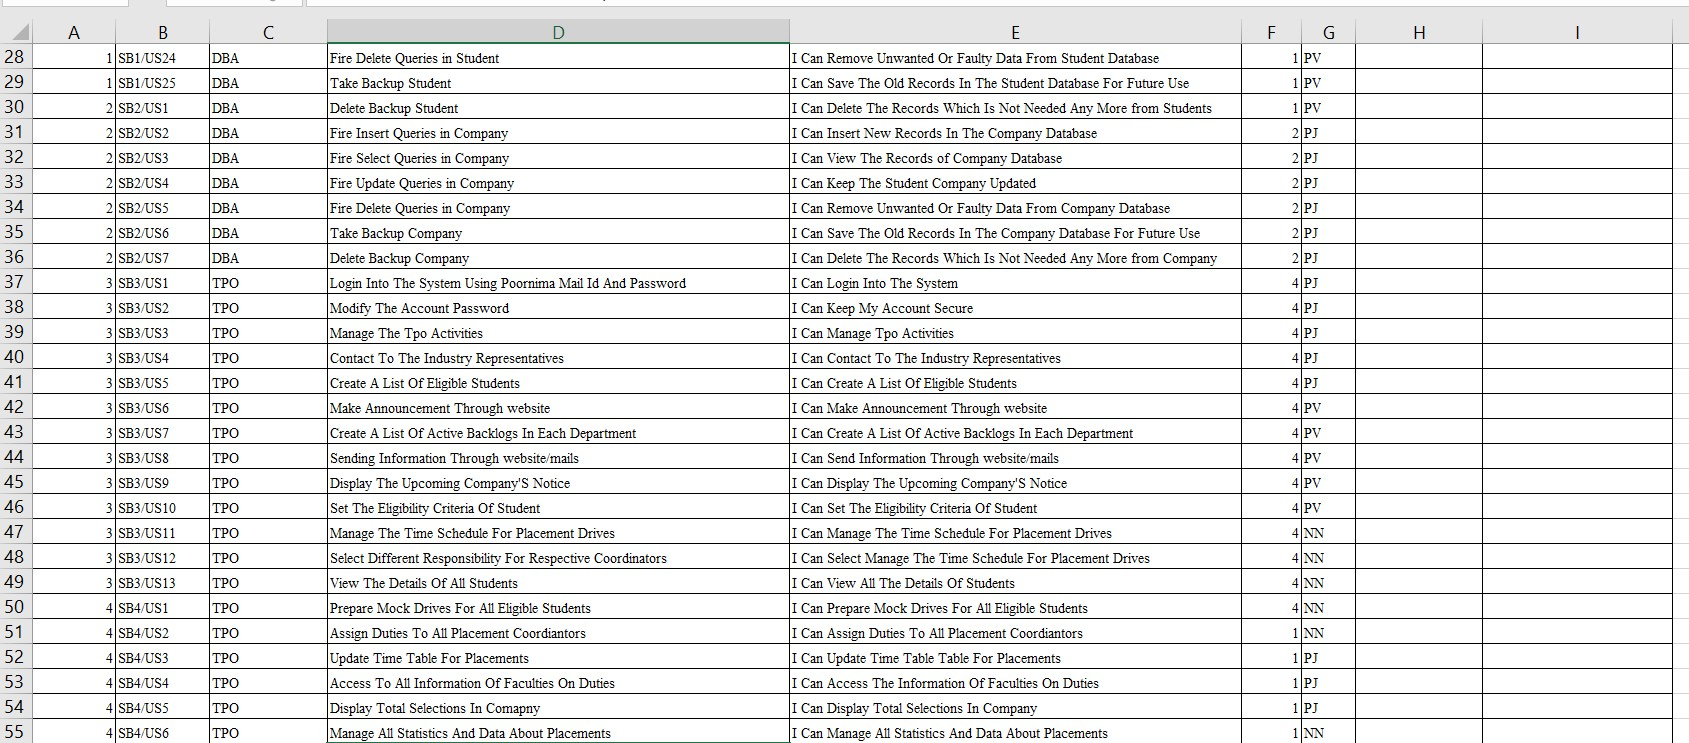 A B C D E F G H I
28 1 SB1/US24 DBA Fire Delete Queries in Student I Can Remove Unwanted Or Faulty Data From Student Database 1 PV
29 1 SB1/US25 DBA Take Backup Student I Can Save The Old Records In The Student Database For Future Use 1 PV
30 2 SB2/US1 DBA Delete Backup Student I Can Delete The Records Which Is Not Needed Any More from Students 1 PV
31 2 SB2/US2 DBA Fire Insert Queries in Company I Can Insert New Records In The Company Database 2 PJ
32 2 SB2/US3 DBA Fire Select Queries in Company I Can View The Records of Company Database 2 PJ
33 2 SB2/US4 DBA Fire Update Queries in Company I Can Keep The Student Company Updated 2 PJ
34 2 SB2/US5 DBA Fire Delete Queries in Company I Can Remove Unwanted Or Faulty Data From Company Database 2 PJ
35 2 SB2/US6 DBA Take Backup Company I Can Save The Old Records In The Company Database For Future Use 2 PJ
36 2 SB2/US7 DBA Delete Backup Company I Can Delete The Records Which Is Not Needed Any More from Company 2 PJ
37 3 SB3/US1 TPO Login Into The System Using Poornima Mail Id And Password I Can Login Into The System 4 PJ
38 3 SB3/US2 TPO Modify The Account Password I Can Keep My Account Secure 4 PJ
39 3 SB3/US3 TPO Manage The Tpo Activities I Can Manage Tpo Activities 4 PJ
40 3 SB3/US4 TPO Contact To The Industry Representatives I Can Contact To The Industry Representatives 4 PJ
41 3 SB3/US5 TPO Create A List Of Eligible Students I Can Create A List Of Eligible Students 4 PJ
42 3 SB3/US6 TPO Make Announcement Through website I Can Make Announcement Through website 4 PV
43 3 SB3/US7 TPO Create A List Of Active Backlogs In Each Department I Can Create A List Of Active Backlogs In Each Department 4 PV
44 3 SB3/US8 TPO Sending Information Through website/mails I Can Send Information Through website/mails 4 PV
45 3 SB3/US9 TPO Display The Upcoming Company'S Notice I Can Display The Upcoming Company'S Notice 4 PV
46 3 SB3/US10 TPO Set The Eligibility Criteria Of Student I Can Set The Eligibility Criteria Of Student 4 PV
47 3 SB3/US11 TPO Manage The Time Schedule For Placement Drives I Can Manage The Time Schedule For Placement Drives 4 NN
48 3 SB3/US12 TPO Select Different Responsibility For Respective Coordinators I Can Select Manage The Time Schedule For Placement Drives 4 NN
49 3 SB3/US13 TPO View The Details Of All Students I Can View All The Details Of Students 4 NN
50 4 SB4/US1 TPO Prepare Mock Drives For All Eligible Students I Can Prepare Mock Drives For All Eligible Students 4 NN
51 4 SB4/US2 TPO Assign Duties To All Placement Coordiantors I Can Assign Duties To All Placement Coordiantors 1 NN
52 4 SB4/US3 TPO Update Time Table For Placements I Can Update Time Table Table For Placements 1 PJ
53 4 SB4/US4 TPO Access To All Information Of Faculties On Duties I Can Access The Information Of Faculties On Duties 1 PJ
54 4 SB4/US5 TPO Display Total Selections In Comapny I Can Display Total Selections In Company 1 PJ
55 4 SB4/US6 TPO Manage All Statistics And Data About Placements I Can Manage All Statistics And Data About Placements 1 NN